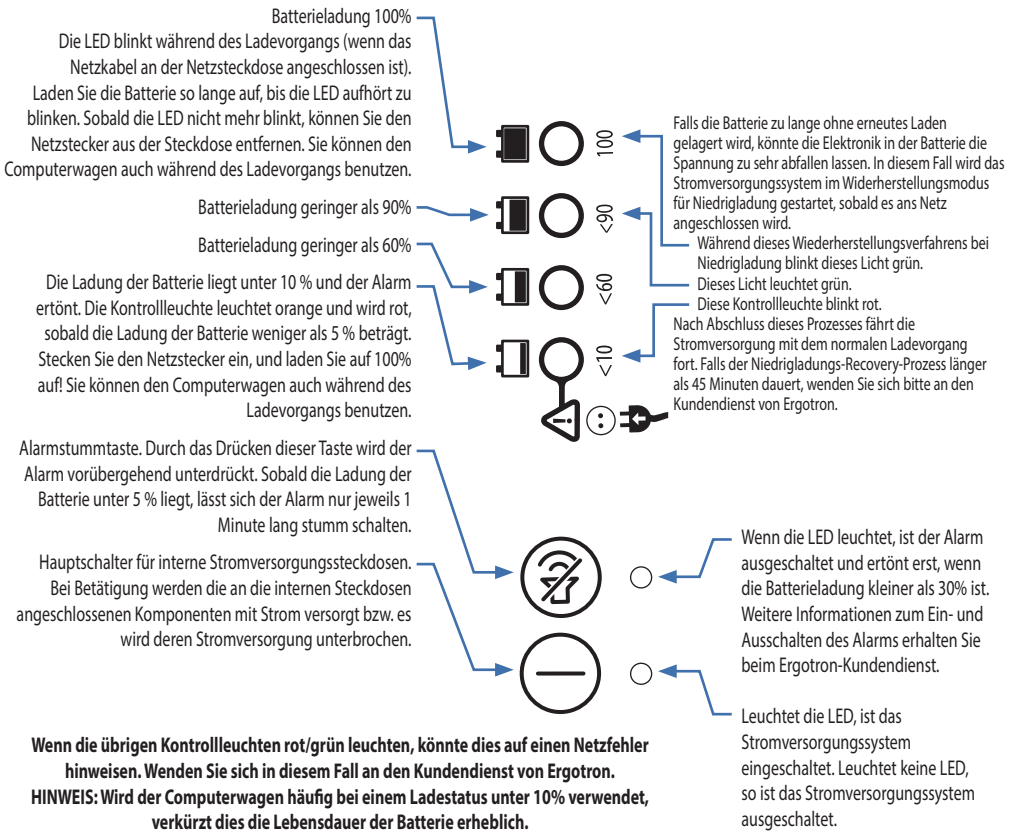 Batterieladung 100%
Die LED blinkt während des Ladevorgangs (wenn das
Netzkabel an der Netzsteckdose angeschlossen ist).
Laden Sie die Batterie so lange auf, bis die LED aufhört zu
blinken. Sobald die LED nicht mehr blinkt, können Sie den
Netzstecker aus der Steckdose entfernen. Sie können den
Computerwagen auch während des Ladevorgangs benutzen.
Batterieladung geringer als 90%
Batterieladung geringer als 60%
Die Ladung der Batterie liegt unter 10 % und der Alarm
ertönt. Die Kontrollleuchte leuchtet orange und wird rot,
sobald die Ladung der Batterie weniger als 5 % beträgt.
Stecken Sie den Netzstecker ein, und laden Sie auf 100%
auf! Sie können den Computerwagen auch während des
Ladevorgangs benutzen.
Alarmstummtaste. Durch das Drücken dieser Taste wird der
Alarm vorübergehend unterdrückt. Sobald die Ladung der
Batterie unter 5 % liegt, lässt sich der Alarm nur jeweils 1
Minute lang stumm schalten.
Hauptschalter für interne Stromversorgungssteckdosen.
Bei Betätigung werden die an die internen Steckdosen
angeschlossenen Komponenten mit Strom versorgt bzw. es
wird deren Stromversorgung unterbrochen.
100
<90
<60
<10
Falls die Batterie zu lange ohne erneutes Laden
gelagert wird, könnte die Elektronik in der Batterie die
Spannung zu sehr abfallen lassen. In diesem Fall wird das
Stromversorgungssystem im Widerherstellungsmodus
für Niedrigladung gestartet, sobald es ans Netz
angeschlossen wird.
Während dieses Wiederherstellungsverfahrens bei
Niedrigladung blinkt dieses Licht grün.
Dieses Licht leuchtet grün.
Diese Kontrollleuchte blinkt rot.
Nach Abschluss dieses Prozesses fährt die
Stromversorgung mit dem normalen Ladevorgang
fort. Falls der Niedrigladungs-Recovery-Prozess länger
als 45 Minuten dauert, wenden Sie sich bitte an den
Kundendienst von Ergotron.
Wenn die LED leuchtet, ist der Alarm
ausgeschaltet und ertönt erst, wenn
die Batterieladung kleiner als 30% ist.
Weitere Informationen zum Ein- und
Ausschalten des Alarms erhalten Sie
beim Ergotron-Kundendienst.
Leuchtet die LED, ist das
Stromversorgungssystem
eingeschaltet. Leuchtet keine LED,
so ist das Stromversorgungssystem
ausgeschaltet.
Wenn die übrigen Kontrollleuchten rot/grün leuchten, könnte dies auf einen Netzfehler
hinweisen. Wenden Sie sich in diesem Fall an den Kundendienst von Ergotron.
HINWEIS: Wird der Computerwagen häufig bei einem Ladestatus unter 10% verwendet,
verkürzt dies die Lebensdauer der Batterie erheblich.